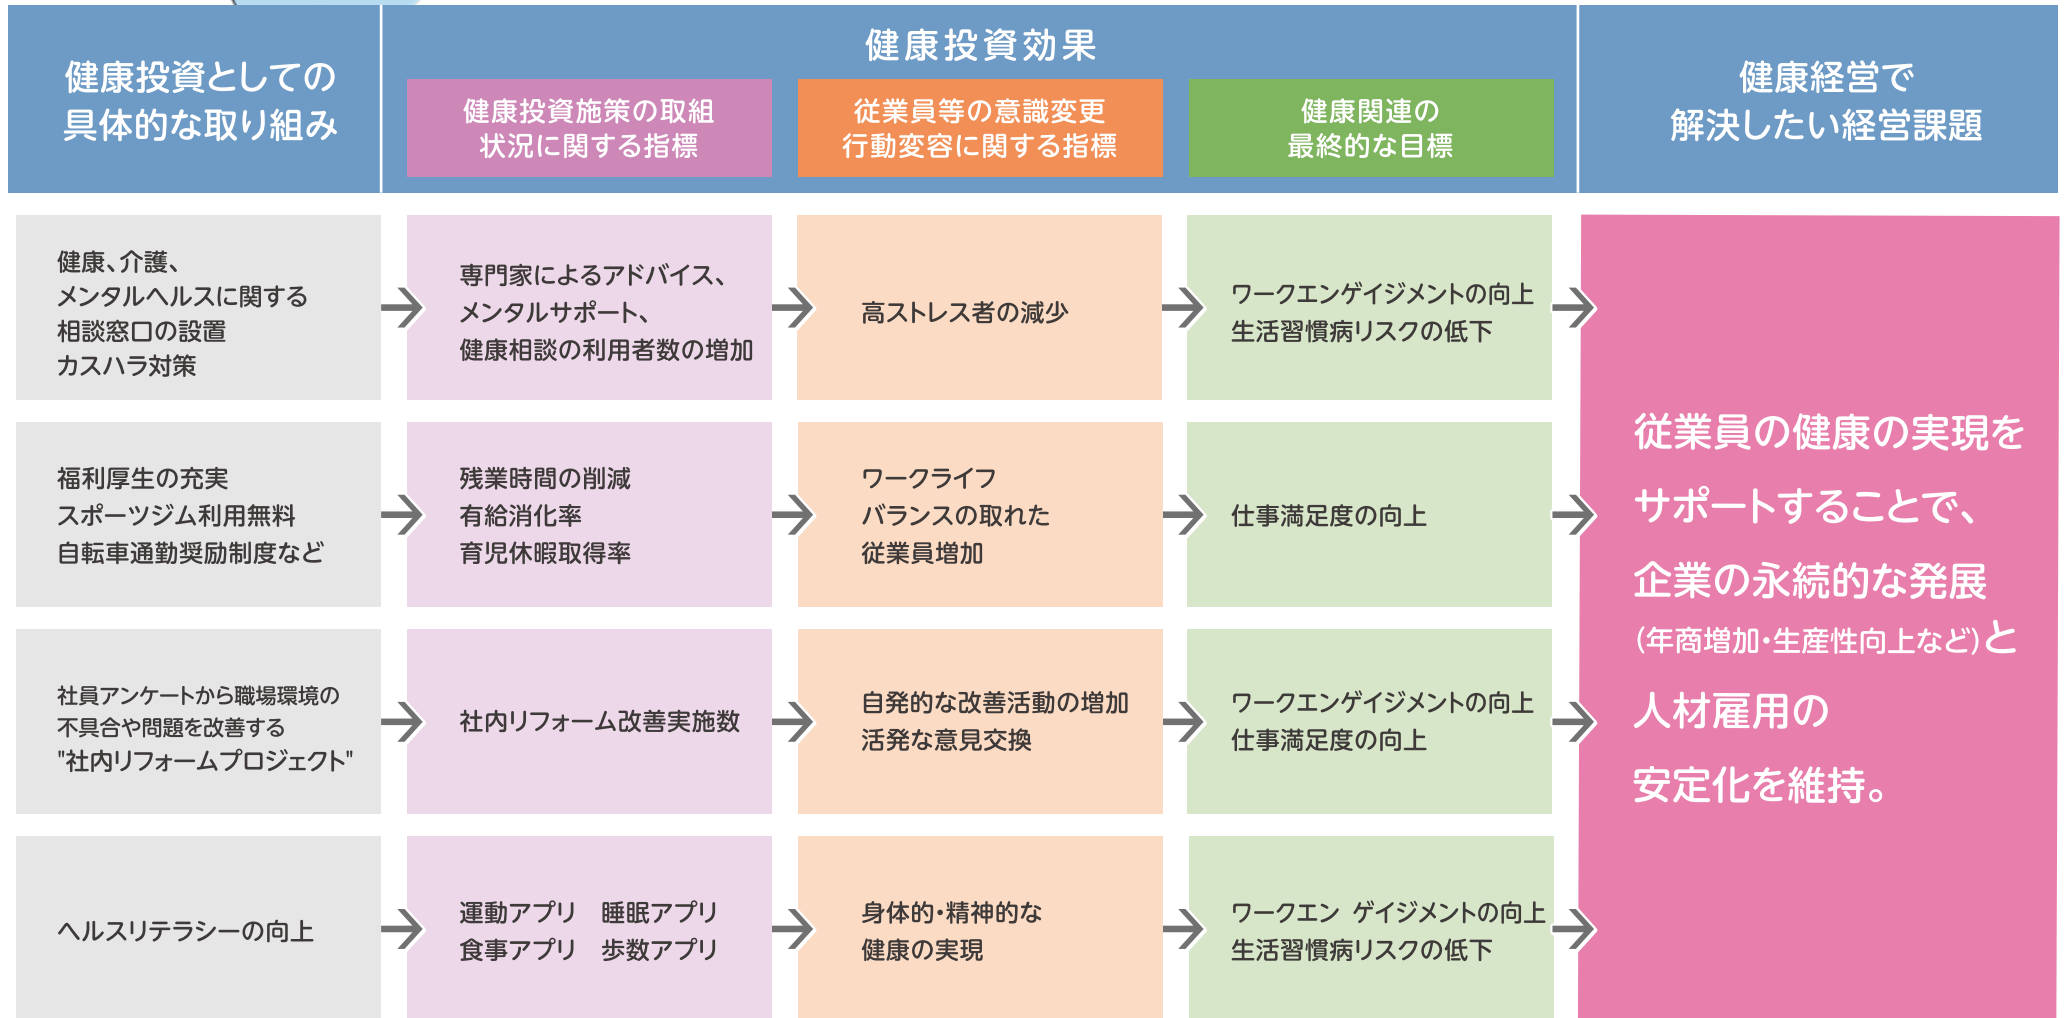 健康投資としての
具体的な取り組み
健康投資効果
健康投資施策の取組
状況に関する指標
従業員等の意識変更
行動変容に関する指標
健康関連の
最終的な目標
健康経営で
解決したい経営課題
健康、介護、
メンタルヘルスに関する
相談窓口の設置
カスハラ対策
専門家によるアドバイス、
メンタルサポート、
健康相談の利用者数の増加
高ストレス者の減少
ワークエンゲイジメントの向上
生活習慣病リスクの低下
福利厚生の充実
スポーツジム利用無料
自転車通勤奨励制度など
残業時間の削減
有給消化率
育児休暇取得率
ワークライフ
バランスの取れた
従業員増加
仕事満足度の向上
社員アンケートから職場環境の
不具合や問題を改善する
"社内リフォームプロジェクト"
社内リフォーム改善実施数
自発的な改善活動の増加
活発な意見交換
ワークエンゲイジメントの向上
仕事満足度の向上
ヘルスリテラシーの向上
運動アプリ　睡眠アプリ
食事アプリ　歩数アプリ
身体的・精神的な
健康の実現
ワークエン ゲイジメントの向上
生活習慣病リスクの低下
従業員の健康の実現を
サポートすることで、
企業の永続的な発展
（年商増加・生産性向上など）と
人材雇用の
安定化を維持。